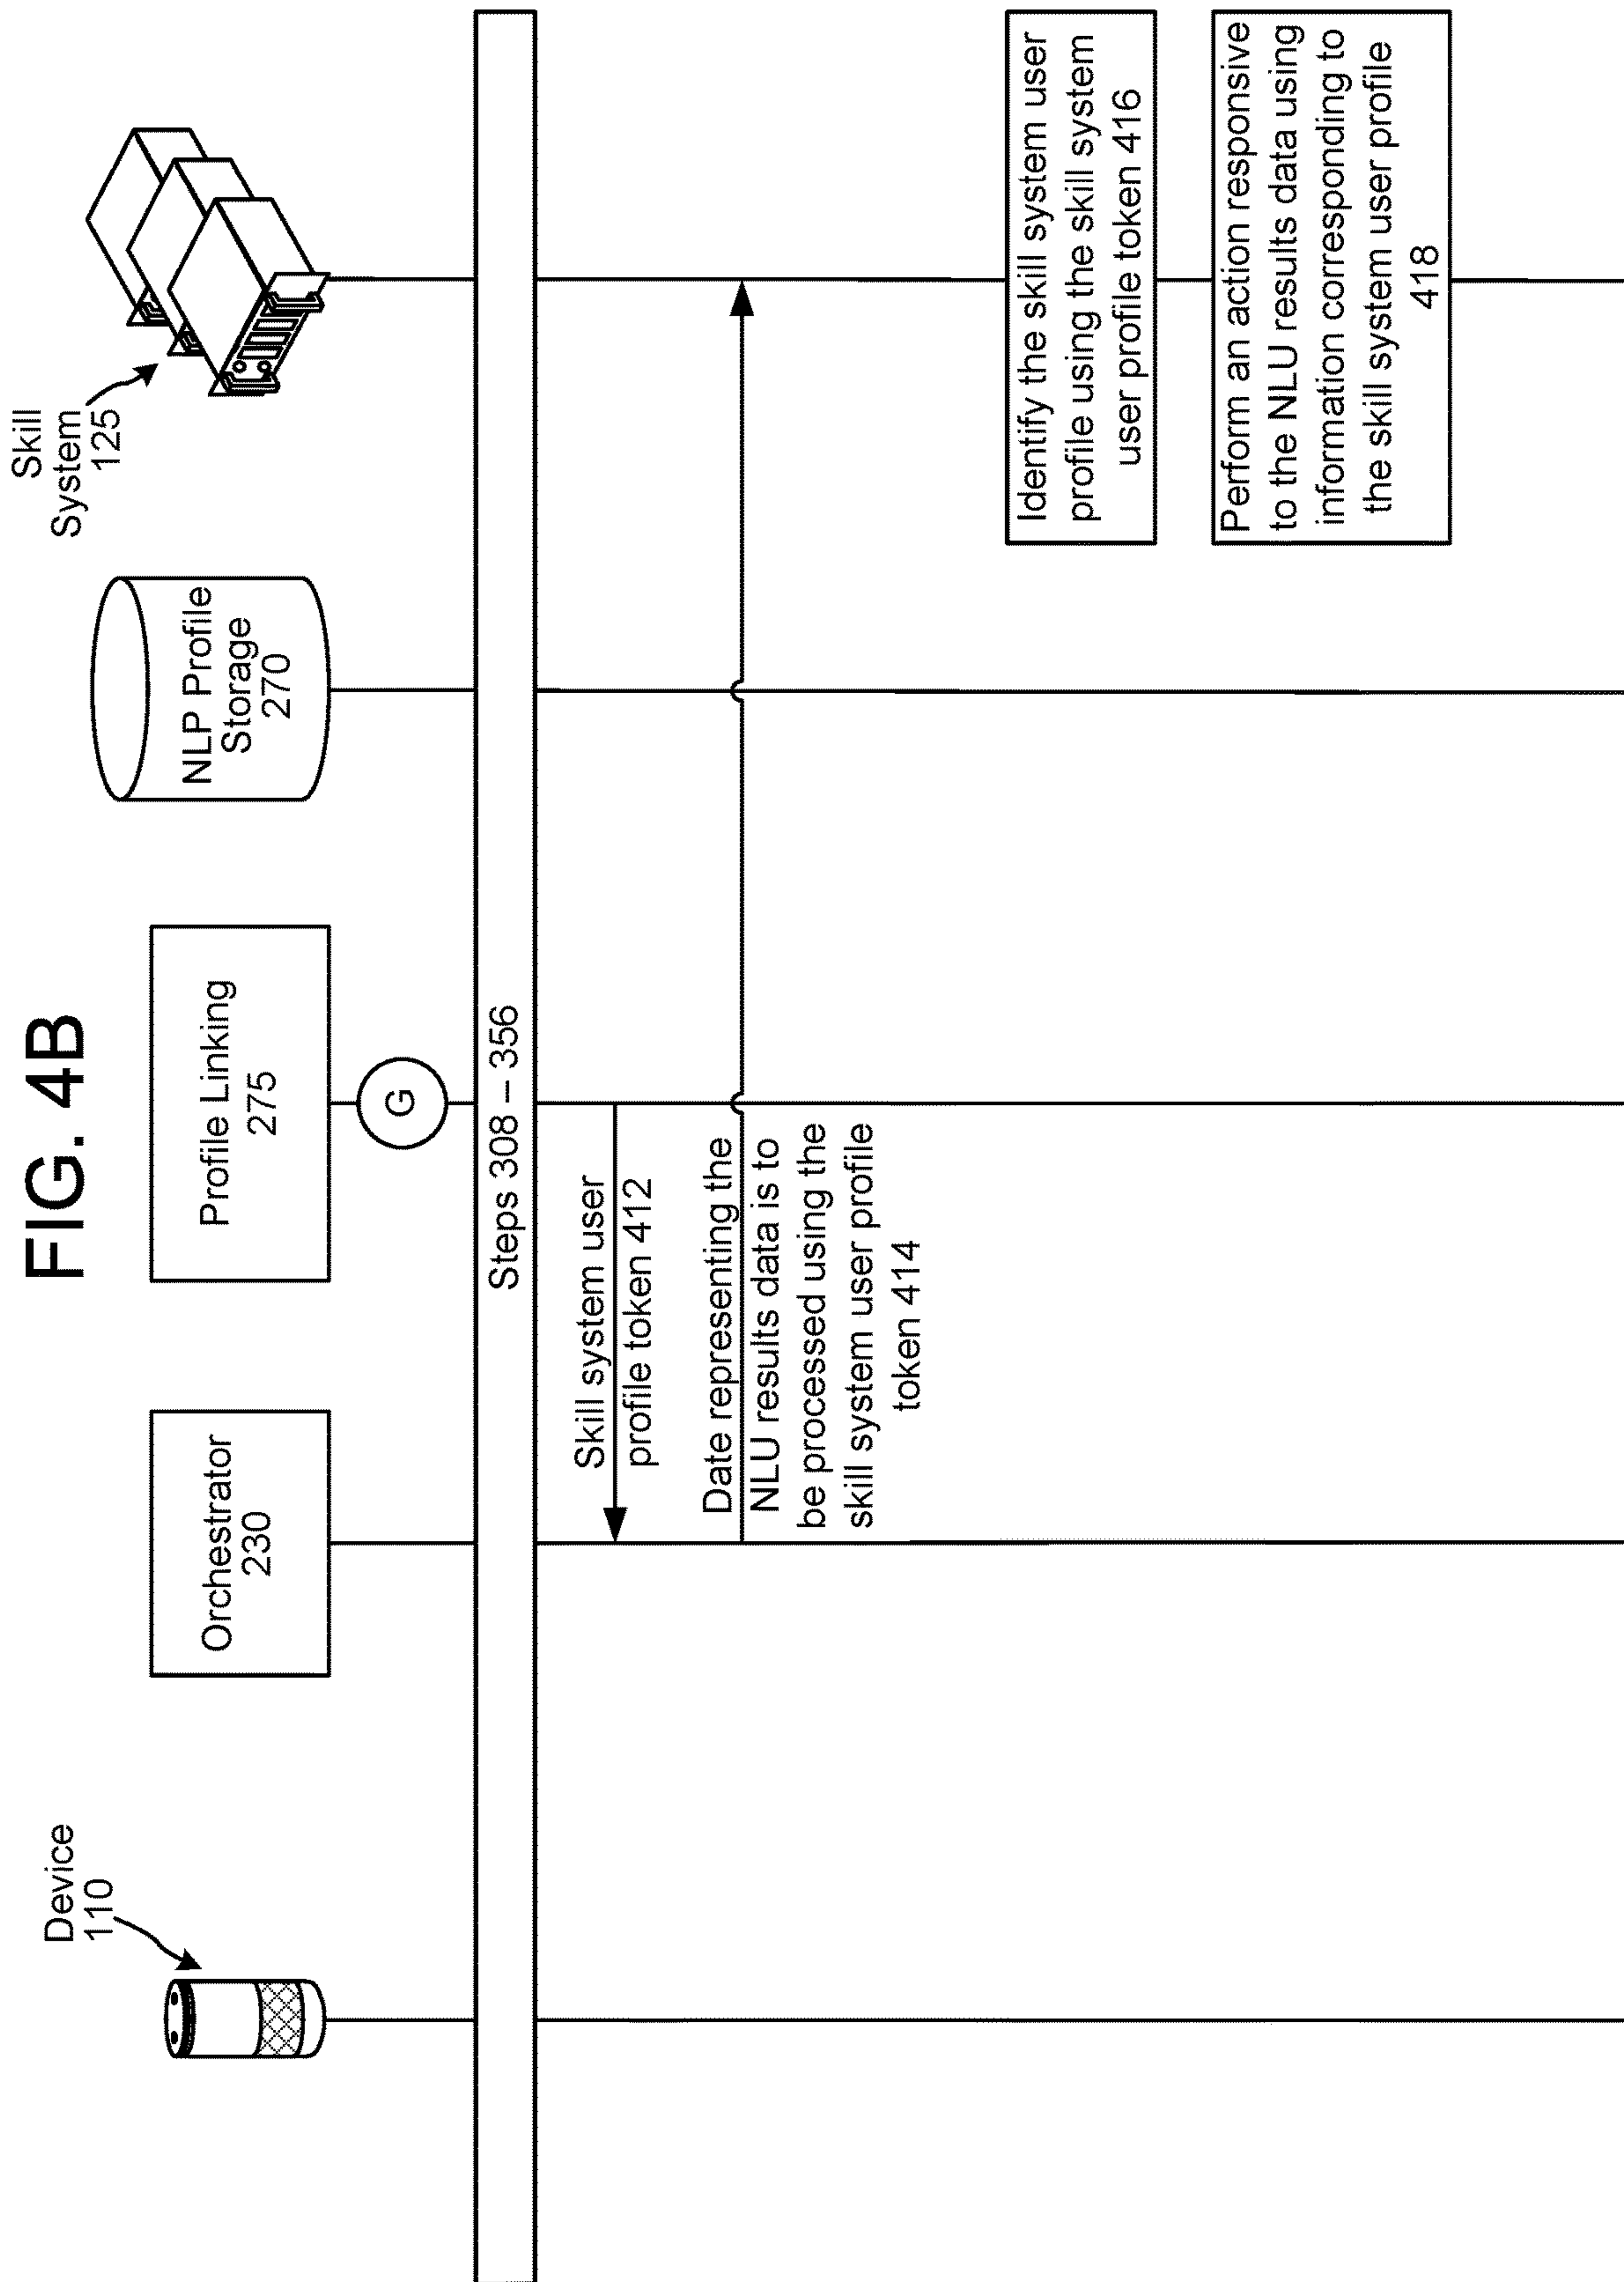 FIG. 4B
Device
110
Orchestrator
230
Profile Linking
275
NLP Profile
Storage
270
Skill
System
125
G
Steps 308 – 356
Skill system user
profile token 412
Date representing the
NLU results data is to
be processed using the
skill system user profile
token 414
Identify the skill system user
profile using the skill system
user profile token 416
Perform an action responsive
to the NLU results data using
information corresponding to
the skill system user profile
418